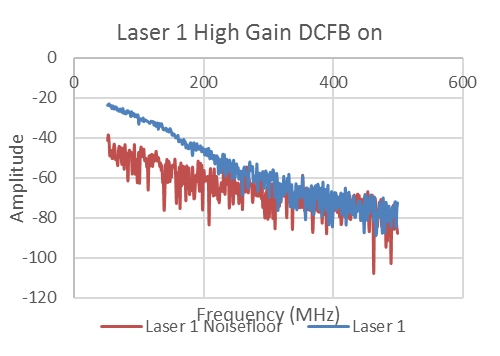 Laser 1 High Gain DCFB on
0
0 200 400 600
-20
-40
-60
-80
-100
-120
Amplitude
Frequency (MHz)
Laser 1 Noisefloor Laser 1